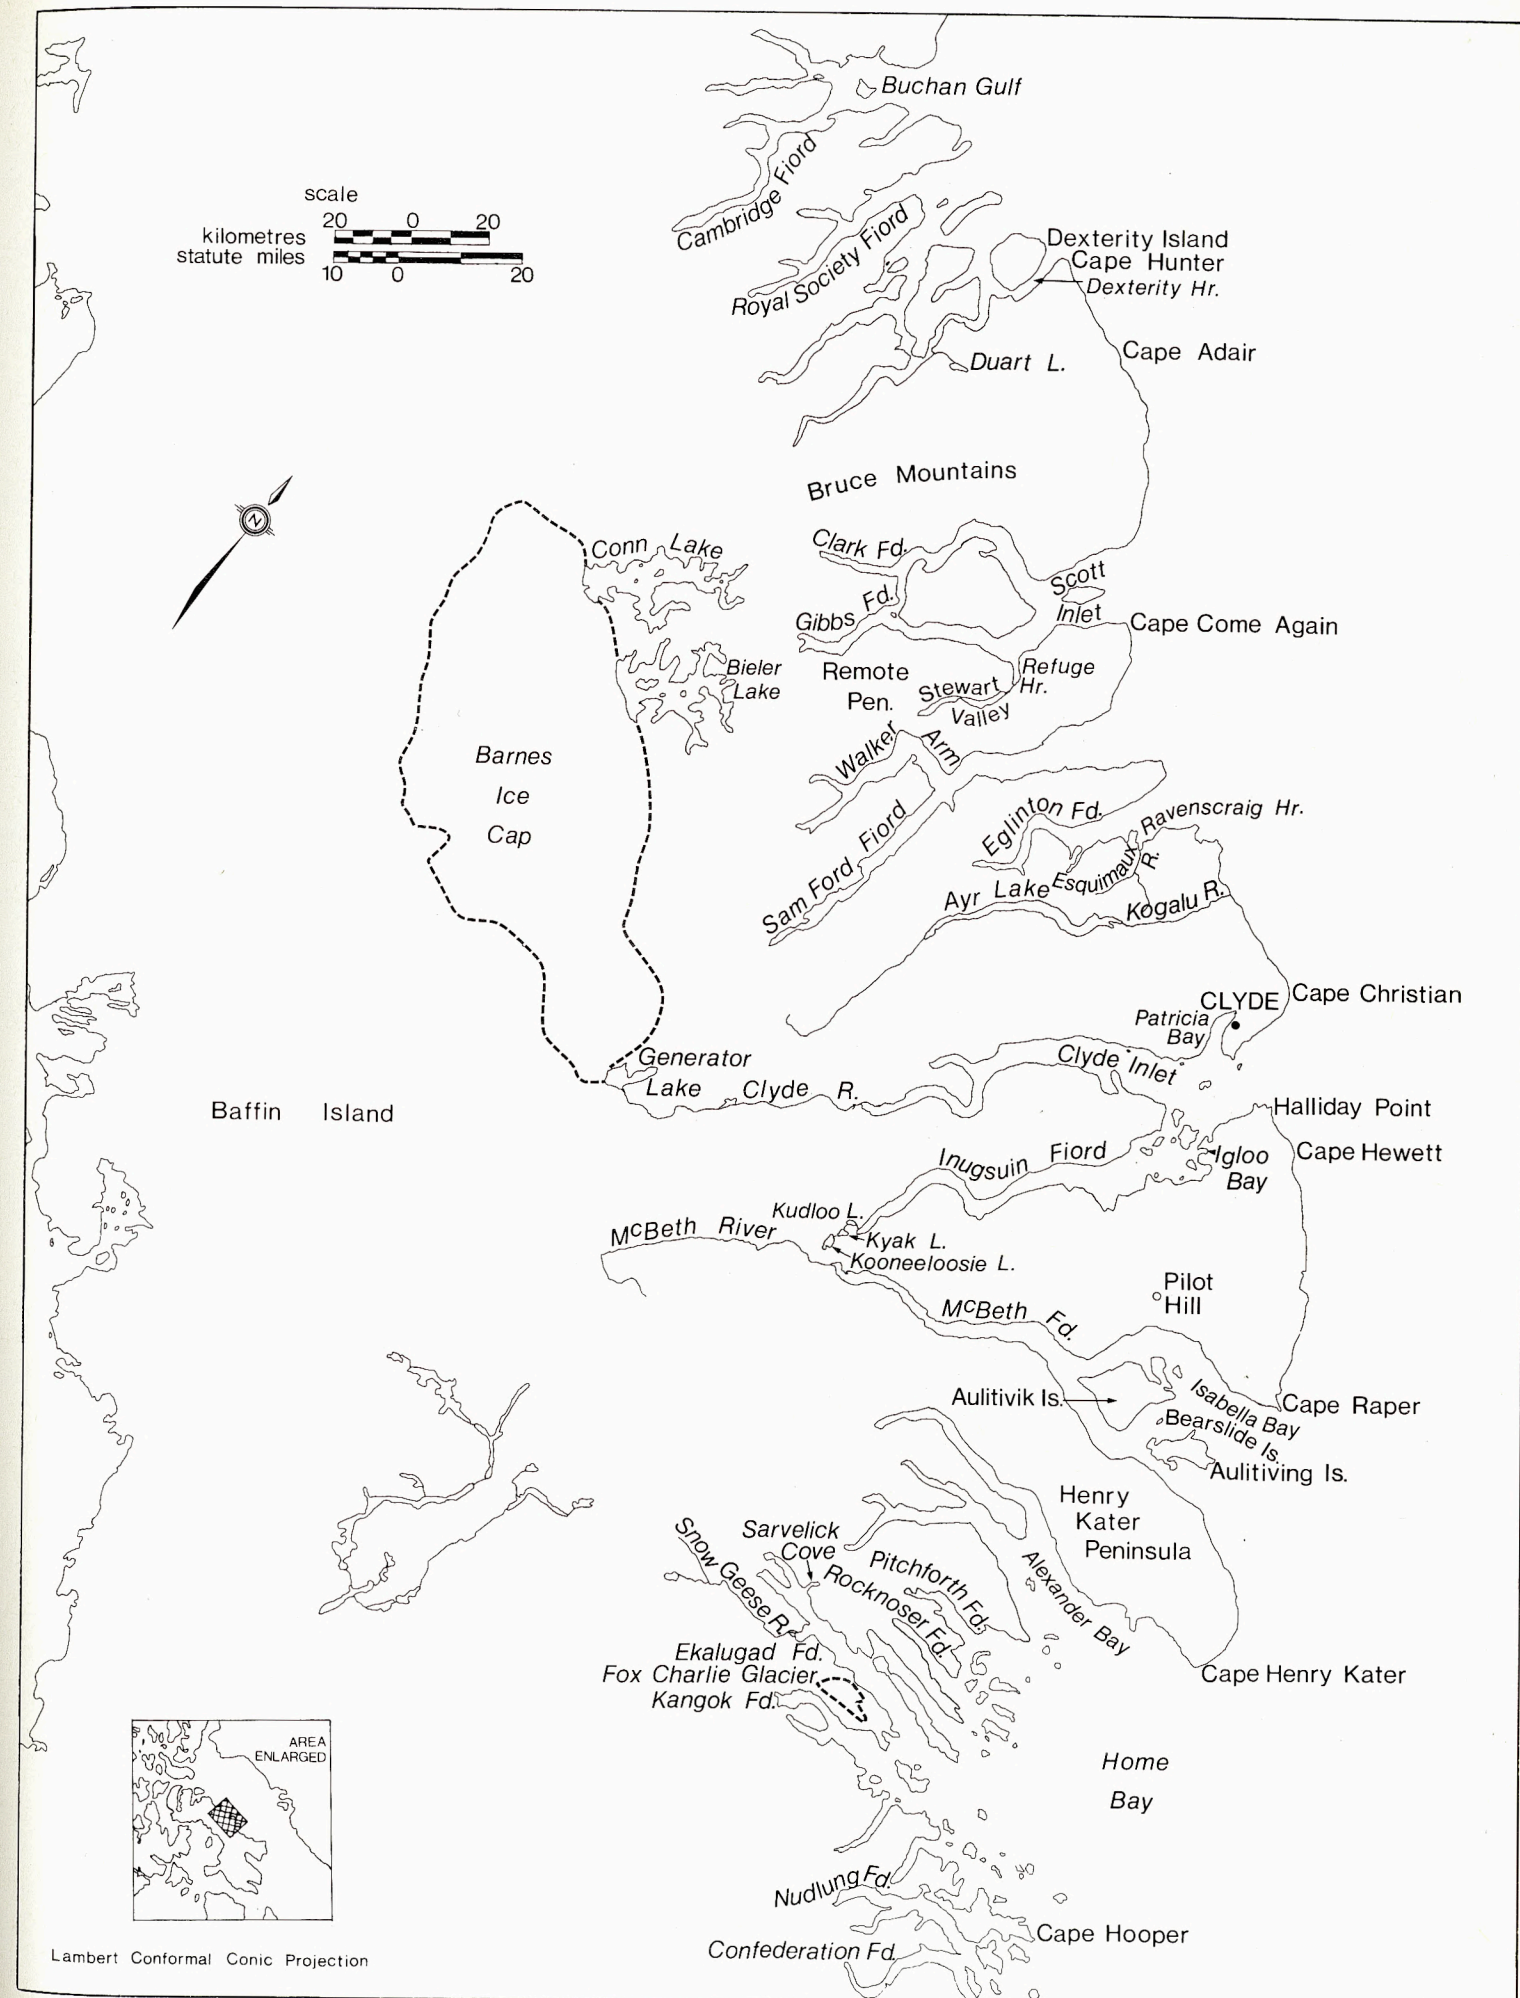 Buchan Gulf
Cambridge Fiord
scale
20 0 20
kilometres
statute miles
10 0 20
Royal Society Fiord
Dexterity Island
Cape Hunter
Dexterity Hr.
Cape Adair
Duart L.
Bruce Mountains
N
Conn Lake
Clark Fd.
Scott
Inlet
Gibbs Fd.
Cape Come Again
Bieler
Lake
Remote
Pen.
Refuge
Hr.
Stewart
Valley
Walker Arm
Barnes
Ice
Cap
Sam Ford Fiord
Eglinton Fd.
Ravenscraig Hr.
Esquimaux R.
Ayr Lake
Kogalu R.
Cape Christian
CLYDE
Patricia
Bay
Clyde Inlet
Generator
Lake
Clyde R.
Baffin Island
Halliday Point
Cape Hewett
Igloo
Bay
Inugsuin Fiord
Kudloo L.
McBeth River
Kyak L.
Kooneeloosie L.
Pilot
Hill
McBeth Fd.
Aulitivik Is.
Isabella Bay
Cape Raper
Bearslide Is.
Aulitiving Is.
Henry
Kater
Peninsula
Sarvelick
Cove
Snow Geese R.
Rocknoser Fd.
Pitchforth Fd.
Alexander Bay
Ekalugad Fd.
Fox Charlie Glacier
Kangok Fd.
Cape Henry Kater
AREA
ENLARGED
Home
Bay
Nudlung Fd.
Cape Hooper
Confederation Fd.
Lambert Conformal Conic Projection